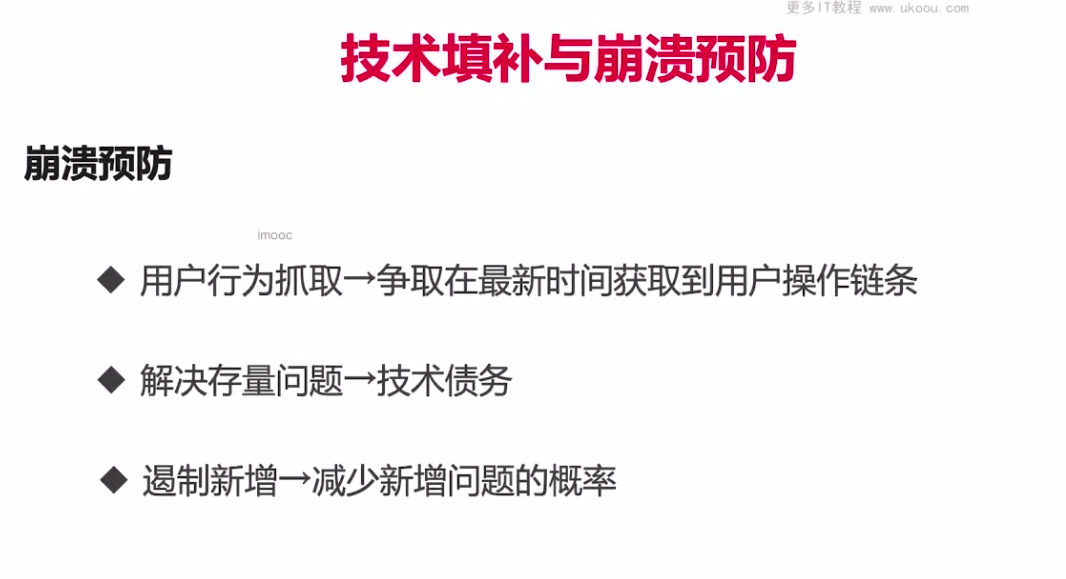 更多IT教程 www.ukoou.com
技术填补与崩溃预防
崩溃预防
imooc
◆ 用户行为抓取→争取在最新时间获取到用户操作链条
◆ 解决存量问题→技术债务
◆ 遏制新增→减少新增问题的概率